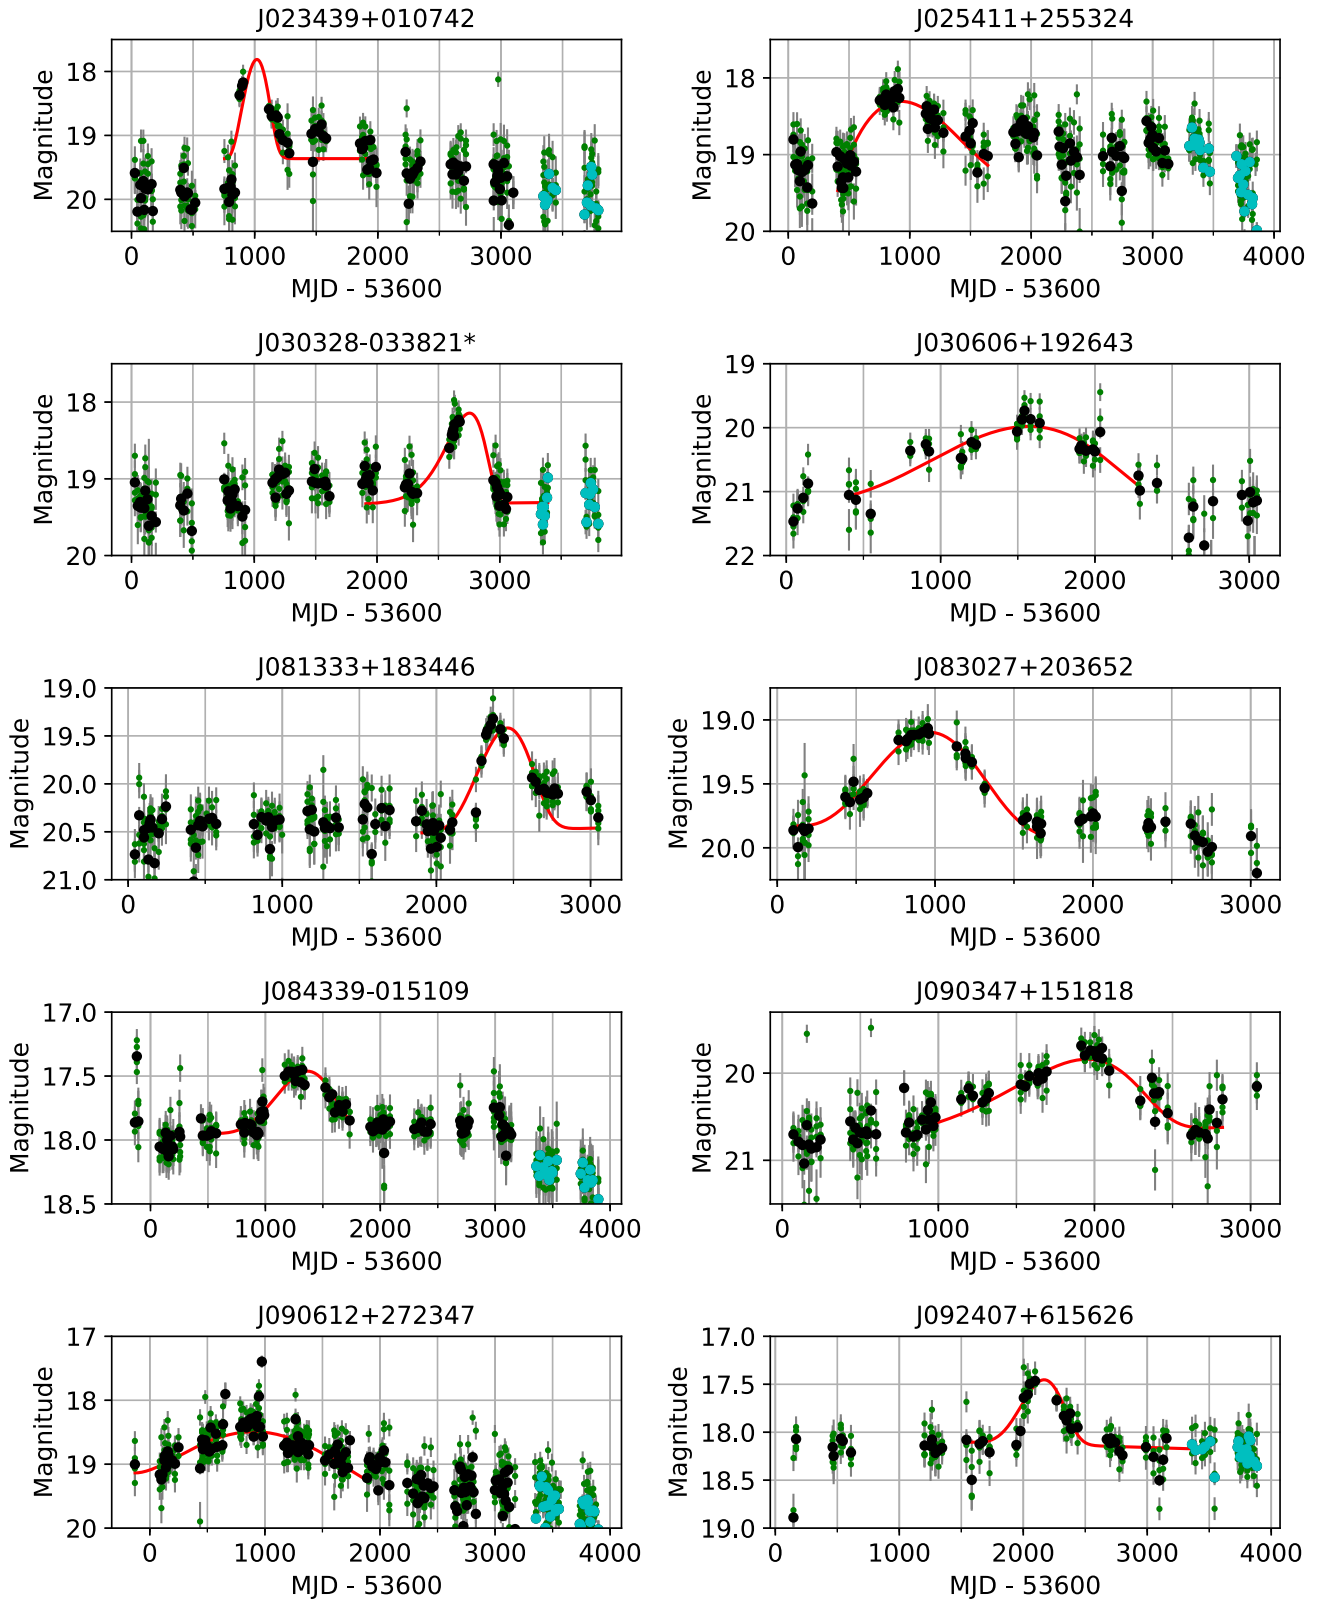 J023439+010742
Magnitude
18
19
20
0 1000 2000 3000
MJD - 53600
J025411+255324
Magnitude
18
19
20
0 1000 2000 3000 4000
MJD - 53600
J030328-033821*
Magnitude
18
19
20
0 1000 2000 3000
MJD - 53600
J030606+192643
Magnitude
19
20
21
22
0 1000 2000 3000
MJD - 53600
J081333+183446
Magnitude
19.0
19.5
20.0
20.5
21.0
0 1000 2000 3000
MJD - 53600
J083027+203652
Magnitude
19.0
19.5
20.0
0 1000 2000 3000
MJD - 53600
J084339-015109
Magnitude
17.0
17.5
18.0
18.5
0 1000 2000 3000 4000
MJD - 53600
J090347+151818
Magnitude
20
21
0 1000 2000 3000
MJD - 53600
J090612+272347
Magnitude
17
18
19
20
0 1000 2000 3000 4000
MJD - 53600
J092407+615626
Magnitude
17.0
17.5
18.0
18.5
19.0
0 1000 2000 3000 4000
MJD - 53600